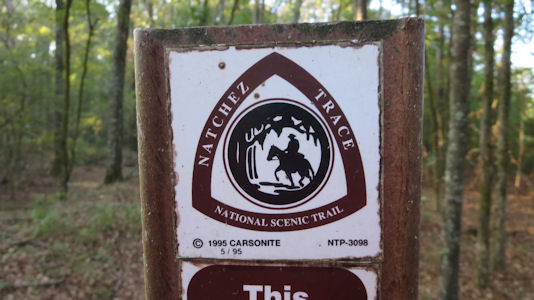 NATCHEZ TRACE
NATIONAL SCENIC TRAIL
© 1995 CARSONITE NTP-3098
5 / 95
This